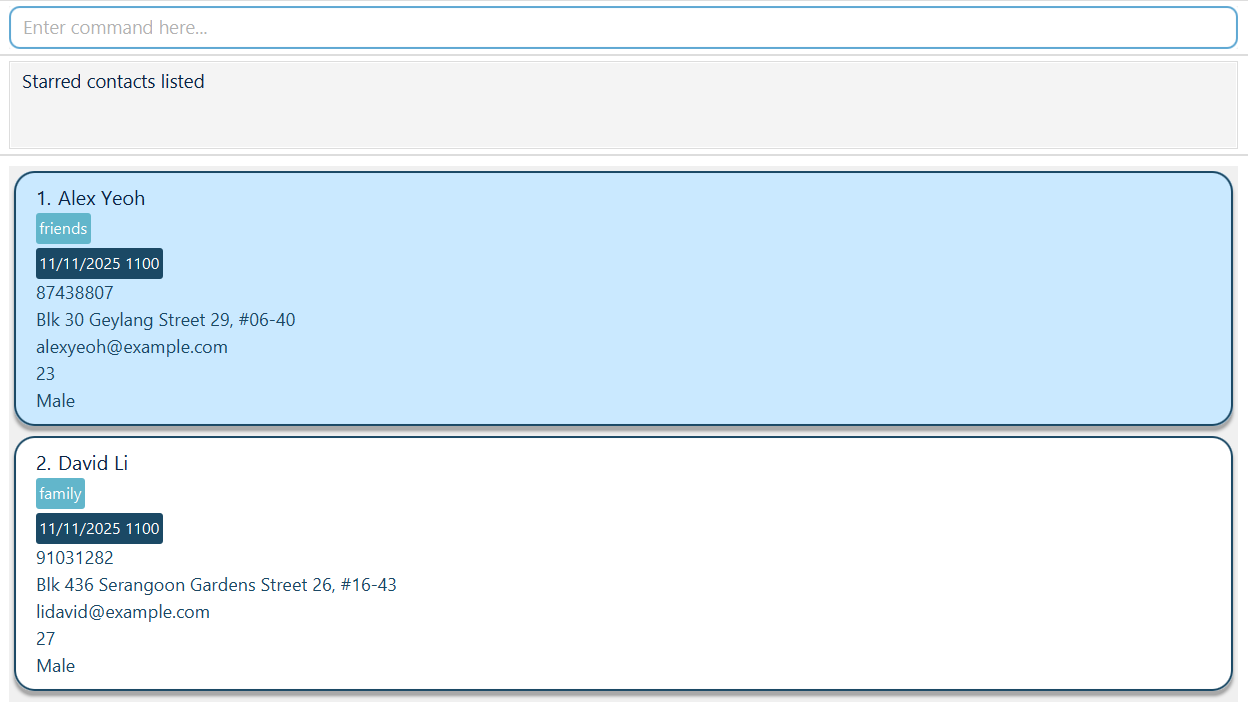 Enter command here...
Starred contacts listed
1. Alex Yeoh
friends
11/11/2025 1100
87438807
Blk 30 Geylang Street 29, #06-40
alexyeoh@example.com
23
Male
2. David Li
family
11/11/2025 1100
91031282
Blk 436 Serangoon Gardens Street 26, #16-43
lidavid@example.com
27
Male